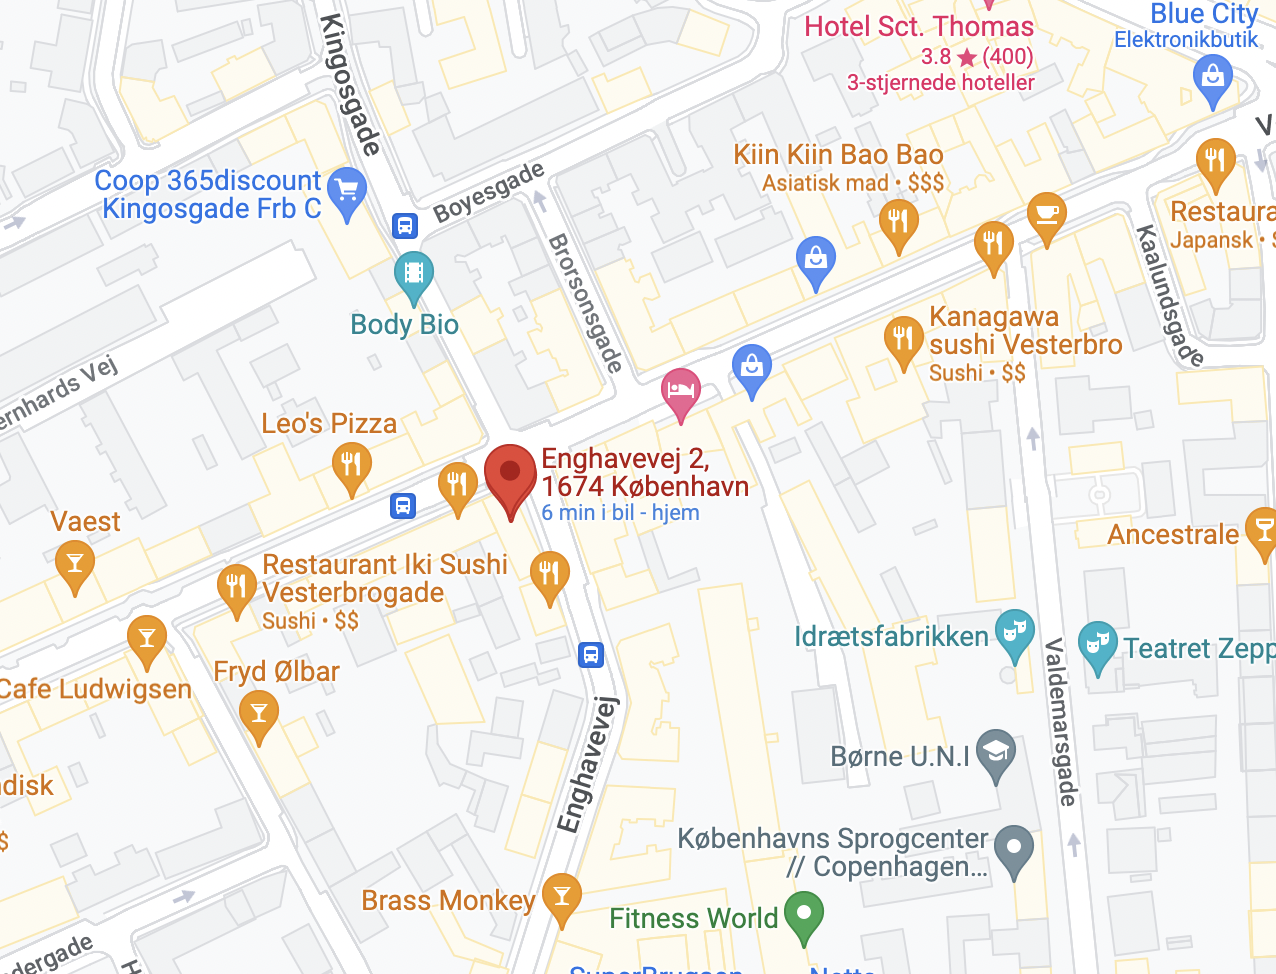 Kingosgade
Hotel Sct. Thomas
3.8 ★ (400)
3-stjernede hoteller
Blue City
Elektronikbutik
V
Coop 365discount
Kingosgade Frb C
Boyesgade
Kiin Kiin Bao Bao
Asiatisk mad • $$$
Restaura
Japansk • $
Brorsonsgade
Kaalundsgade
Body Bio
Kanagawa
sushi Vesterbro
Sushi • $$
ernhards Vej
Leo's Pizza
Enghavevej 2,
1674 København
6 min i bil - hjem
Vaest
Restaurant Iki Sushi
Vesterbrogade
Sushi • $$
Ancestrale
Idrætsfabrikken
Teatret Zepp
Cafe Ludwigsen
Fryd Ølbar
Valdemarsgade
Enghavevej
Børne U.N.I
ndisk
$
Københavns Sprogcenter
// Copenhagen...
Brass Monkey
Fitness World
dergade
H
SuperBrugsen
Netto